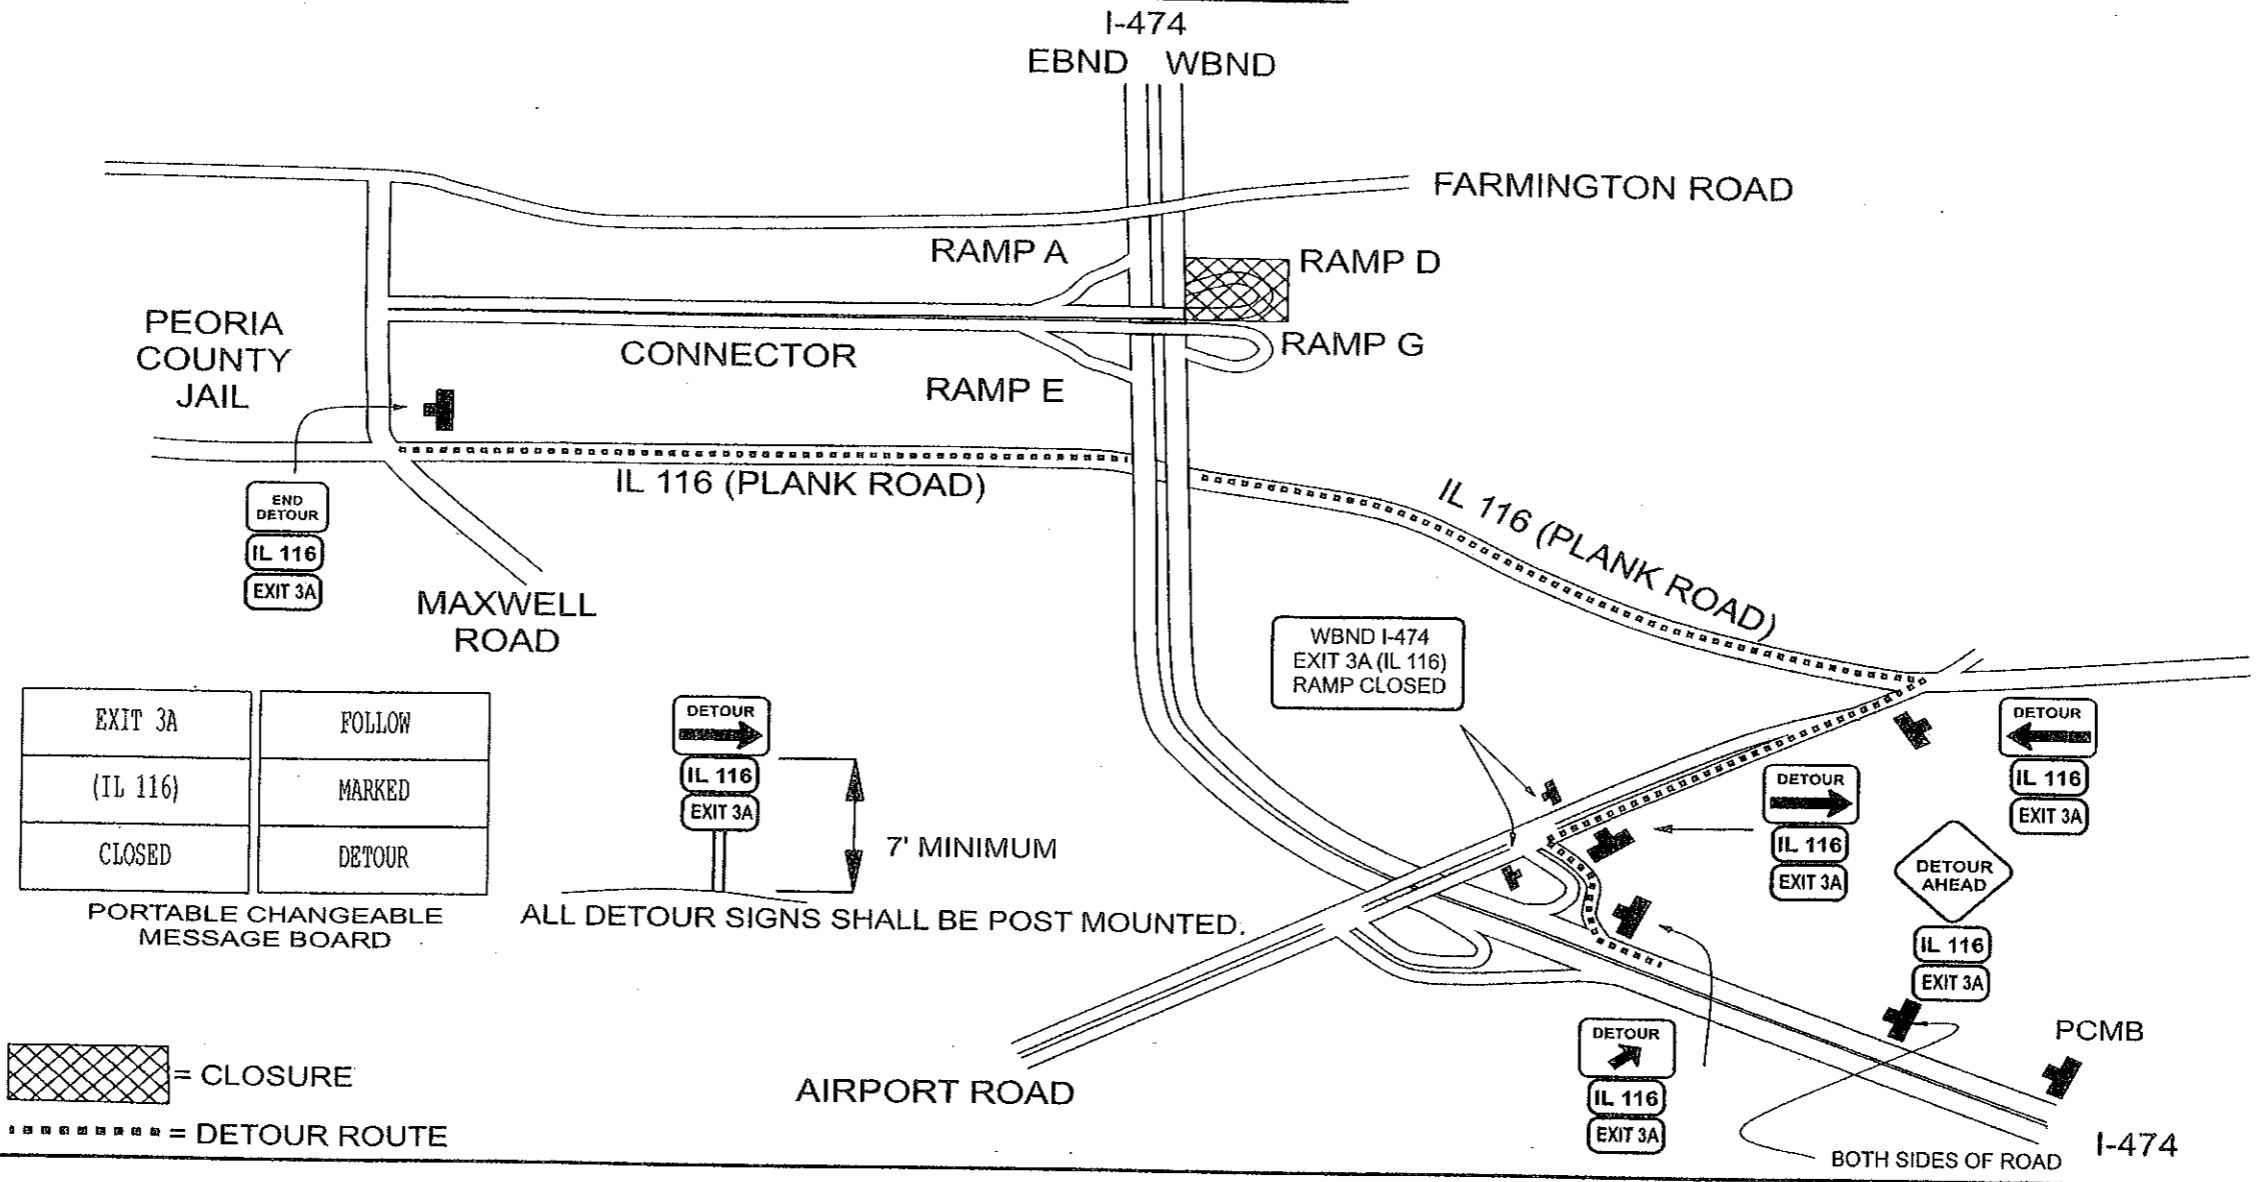 I-474
EBND WBND
FARMINGTON ROAD
RAMP A
RAMP D
PEORIA
COUNTY
JAIL
CONNECTOR
RAMP G
RAMP E
IL 116 (PLANK ROAD)
IL 116 (PLANK ROAD)
END
DETOUR
IL 116
EXIT 3A
MAXWELL
ROAD
WBND I-474
EXIT 3A (IL 116)
RAMP CLOSED
EXIT 3A
(IL 116)
CLOSED
FOLLOW
MARKED
DETOUR
PORTABLE CHANGEABLE
MESSAGE BOARD
DETOUR
IL 116
EXIT 3A
7' MINIMUM
ALL DETOUR SIGNS SHALL BE POST MOUNTED.
DETOUR
IL 116
EXIT 3A
DETOUR
IL 116
EXIT 3A
DETOUR
AHEAD
IL 116
EXIT 3A
DETOUR
IL 116
EXIT 3A
PCMB
AIRPORT ROAD
= CLOSURE
= DETOUR ROUTE
BOTH SIDES OF ROAD
I-474